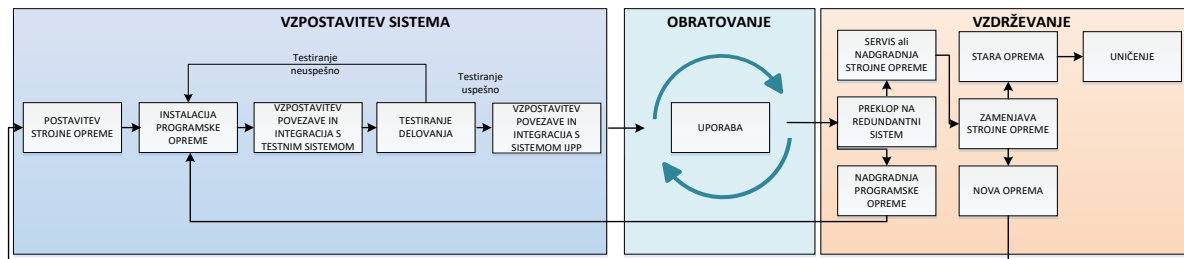 VZPOSTAVITEV SISTEMA
Testiranje
neuspešno
Testiranje
uspešno
POSTAVITEV
STROJNE OPREME
INSTALACIJA
PROGRAMSKE
OPREME
VZPOSTAVITEV
POVEZAVE IN
INTEGRACIJA S
TESTNIM SISTEMOM
TESTIRANJE
DELOVANJA
VZPOSTAVITEV
POVEZAVE IN
INTEGRACIJA S
SISTEMOM IJPP
OBRATOVANJE
UPORABA
VZDRŽEVANJE
SERVIS ali
NADGRADNJA
STROJNE OPREME
STARA OPREMA
UNIČENJE
PREKLOP NA
REDUNDANTNI
SISTEM
ZAMENJAVA
STROJNE OPREME
NADGRADNJA
PROGRAMSKE
OPREME
NOVA OPREMA